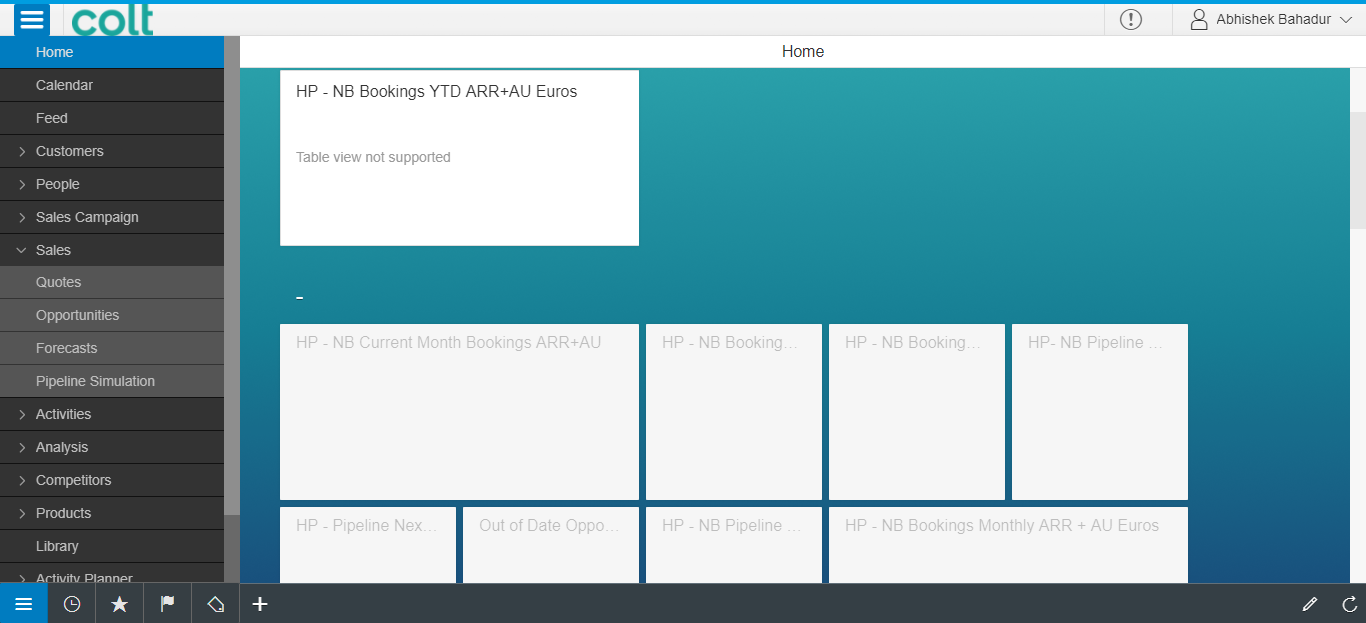 colt
Abhishek Bahadur
Home
Calendar
Feed
Customers
People
Sales Campaign
Sales
Quotes
Opportunities
Forecasts
Pipeline Simulation
Activities
Analysis
Competitors
Products
Library
Activity Planner
Home
HP - NB Bookings YTD ARR+AU Euros
Table view not supported
-
HP - NB Current Month Bookings ARR+AU
HP - NB Booking...
HP - NB Booking...
HP- NB Pipeline ...
HP - Pipeline Nex...
Out of Date Oppo...
HP - NB Pipeline ...
HP - NB Bookings Monthly ARR + AU Euros